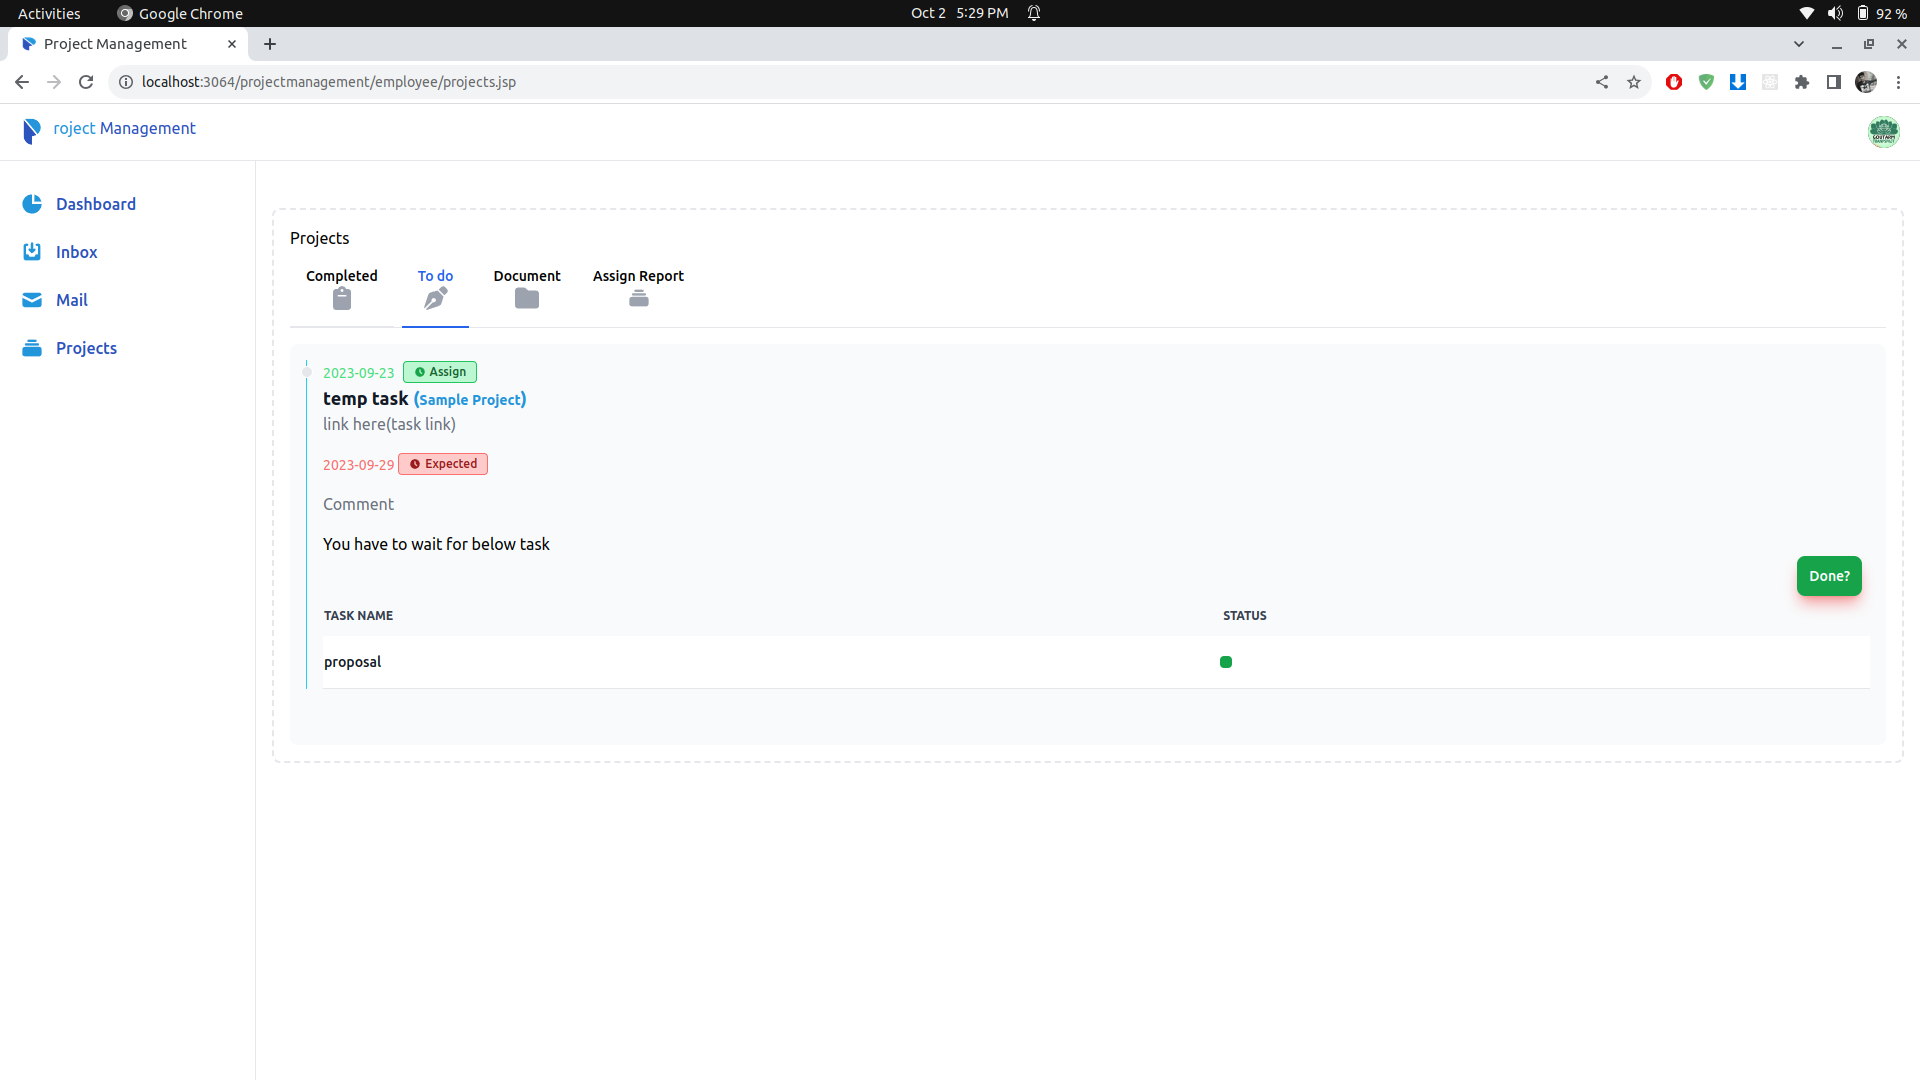 Activities Google Chrome Oct 2 5:29 PM 92 %
Project Management
localhost:3064/projectmanagement/employee/projects.jsp
roject Management
Dashboard
Inbox
Mail
Projects
Projects
Completed To do Document Assign Report
2023-09-23 Assign
temp task (Sample Project)
link here(task link)
2023-09-29 Expected
Comment
You have to wait for below task
Done?
TASK NAME STATUS
proposal